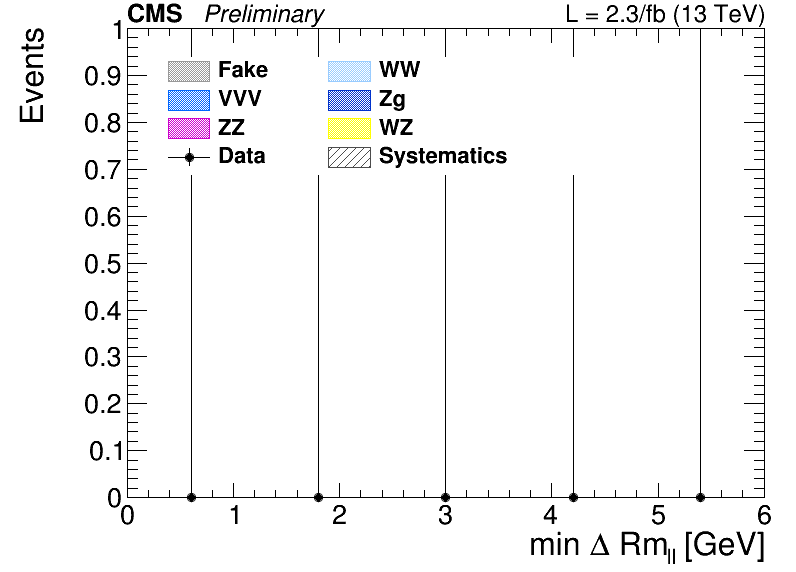 CMS Preliminary L = 2.3/fb (13 TeV)
Events
1
0.9
0.8
0.7
0.6
0.5
0.4
0.3
0.2
0.1
0
Fake WW
VVV Zg
ZZ WZ
Data Systematics
0 1 2 3 4 5 6
min Δ Rm_ll [GeV]